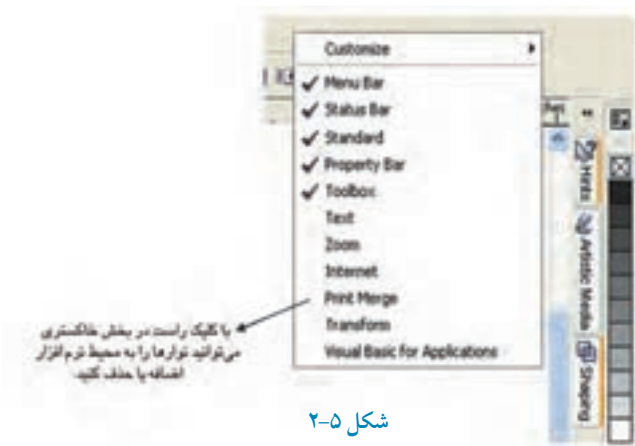 Customize
Menu Bar
Status Bar
Standard
Property Bar
Toolbox
Text
Zoom
Internet
Print Merge
Transform
Visual Basic for Applications
Hints
Artistic Media
Shaping
با کلیک راست در بخش خاکستری
می‌توانید نوارها را به محیط نرم افزار
اضافه یا حذف کنید.
شکل ۵-۲